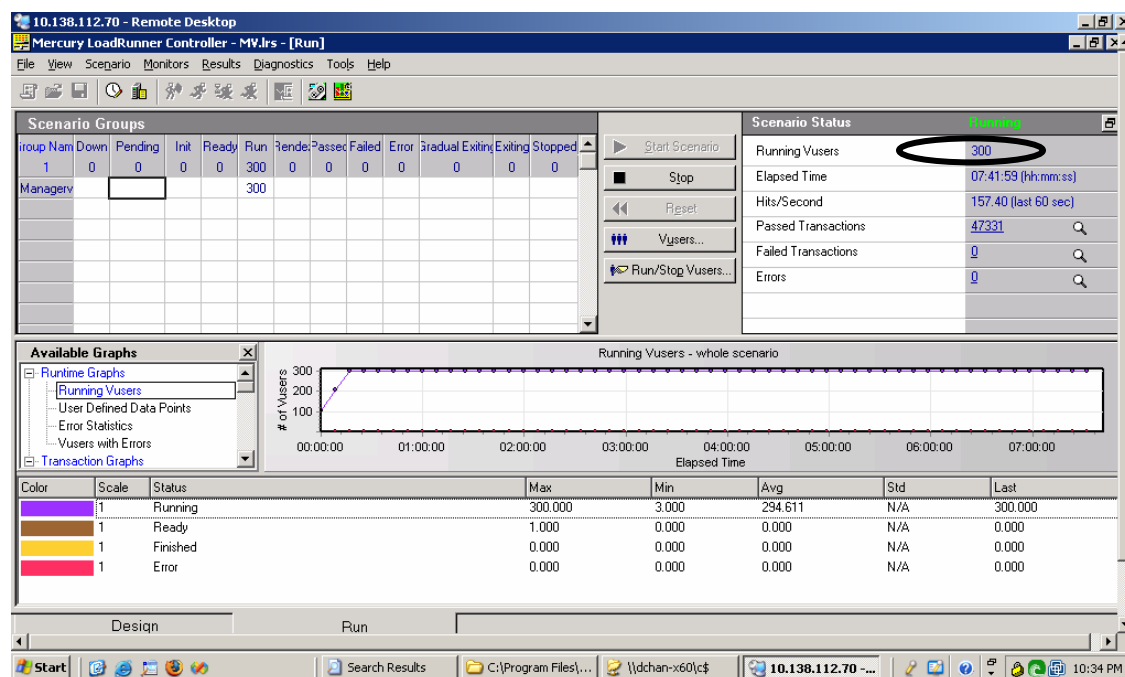 10.138.112.70 - Remote Desktop
Mercury LoadRunner Controller - MV.lrs - [Run]
File View Scenario Monitors Results Diagnostics Tools Help
Scenario Groups
iroup Nam Down Pending Init Ready Run Rende: Passed Failed Error Gradual Exiting Exiting Stopped
1 0 0 0 0 300 0 0 0 0 0 0 0
Managerv 300
Start Scenario
Stop
Reset
Vusers...
Run/Stop Vusers...
Scenario Status Running
Running Vusers 300
Elapsed Time 07:41:59 (hh:mm:ss)
Hits/Second 157.40 (last 60 sec)
Passed Transactions 47331
Failed Transactions 0
Errors 0
Available Graphs
Runtime Graphs
Running Vusers
User Defined Data Points
Error Statistics
Vusers with Errors
Transaction Graphs
Running Vusers - whole scenario
# of Vusers
300
200
100
00:00:00 01:00:00 02:00:00 03:00:00 04:00:00 05:00:00 06:00:00 07:00:00
Elapsed Time
Color Scale Status Max Min Avg Std Last
1 Running 300.000 3.000 294.611 N/A 300.000
1 Ready 1.000 0.000 0.000 N/A 0.000
1 Finished 0.000 0.000 0.000 N/A 0.000
1 Error 0.000 0.000 0.000 N/A 0.000
Design Run
Start Search Results C:\Program Files\... \\dchan-x60\c$ 10.138.112.70 -... 10:34 PM